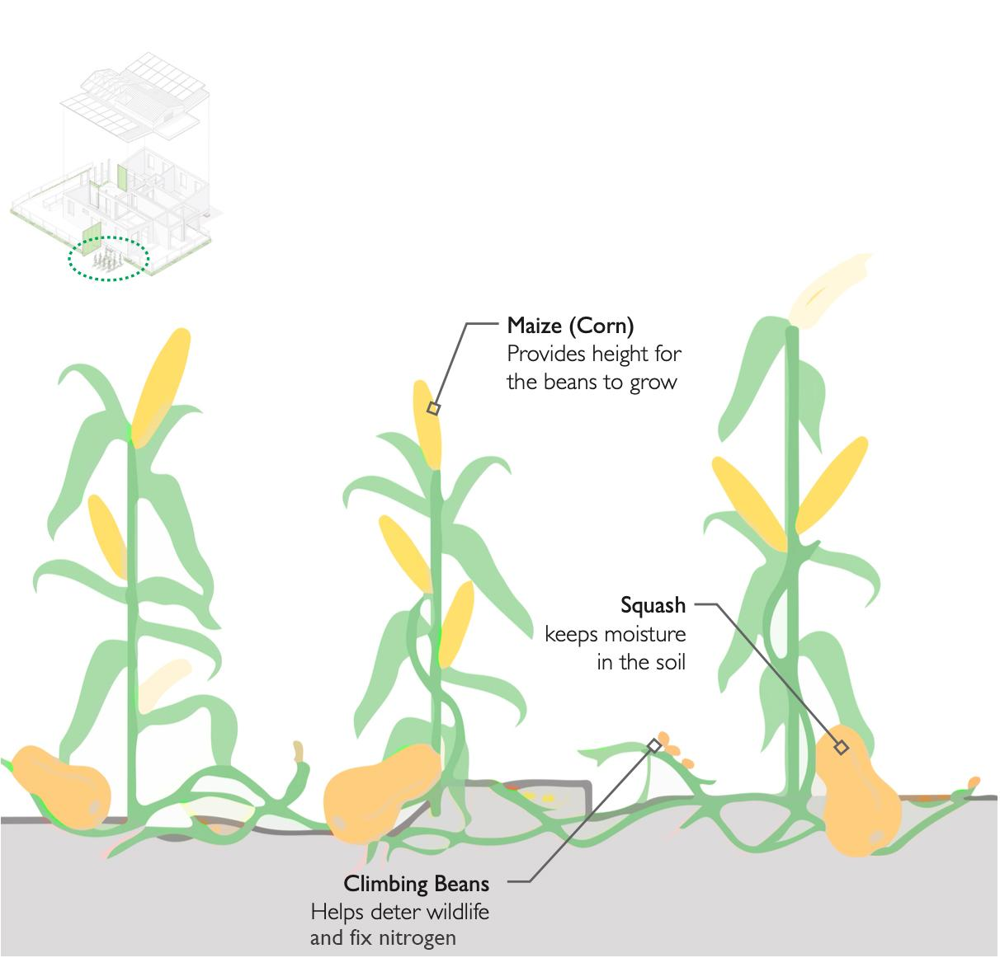 Maize (Corn)
Provides height for
the beans to grow
Squash
keeps moisture
in the soil
Climbing Beans
Helps deter wildlife
and fix nitrogen